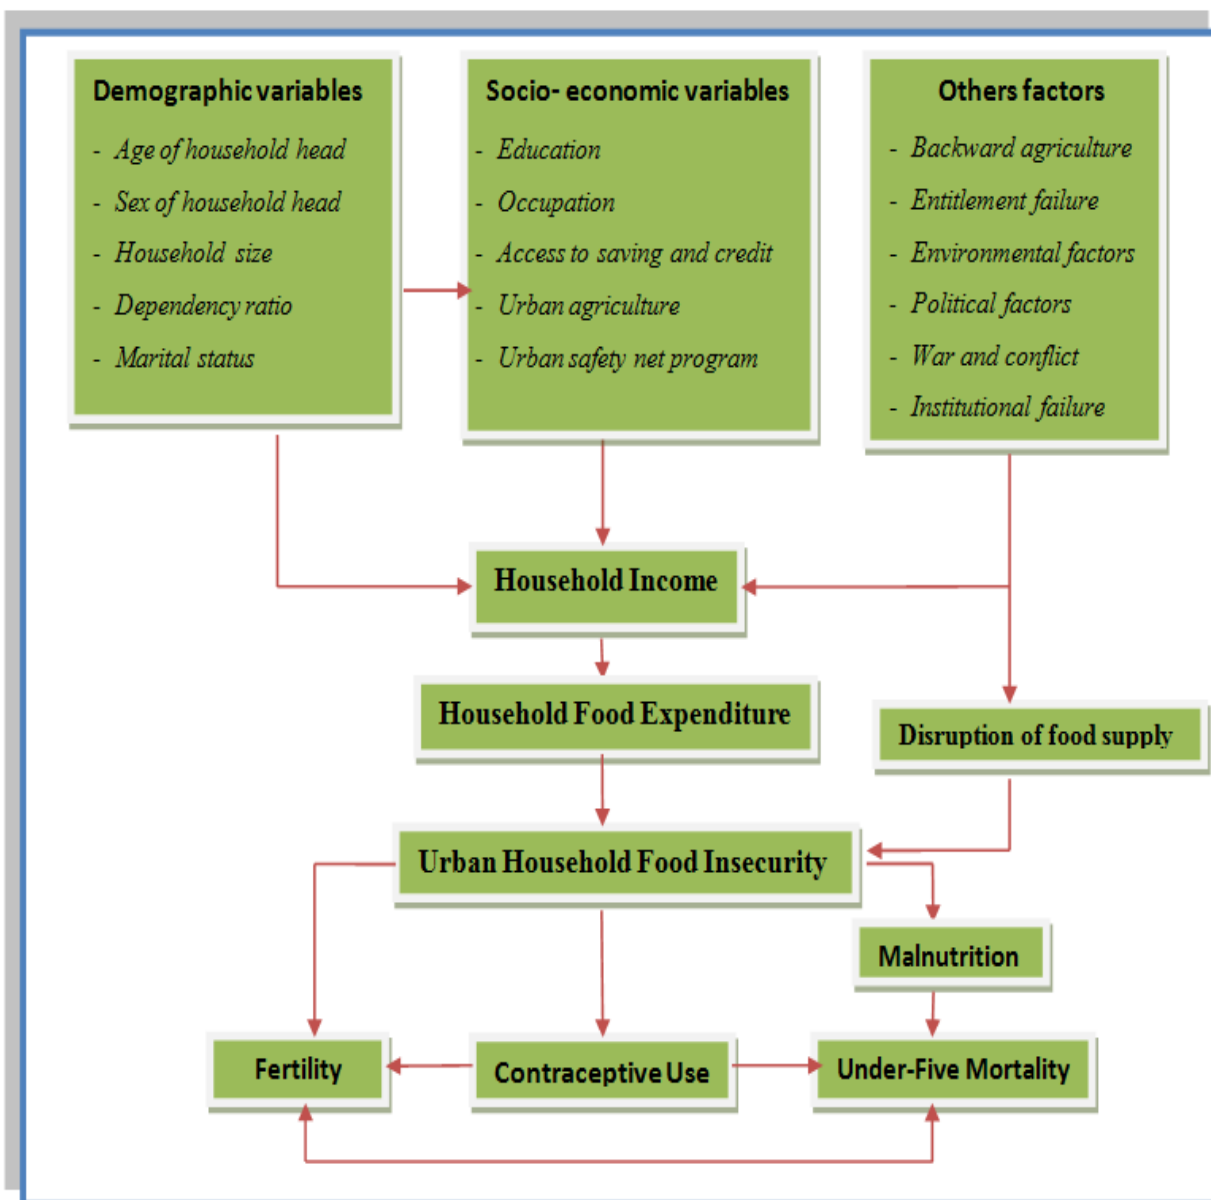 Demographic variables
- Age of household head
- Sex of household head
- Household size
- Dependency ratio
- Marital status
Socio- economic variables
- Education
- Occupation
- Access to saving and credit
- Urban agriculture
- Urban safety net program
Others factors
- Backward agriculture
- Entitlement failure
- Environmental factors
- Political factors
- War and conflict
- Institutional failure
Household Income
Household Food Expenditure
Disruption of food supply
Urban Household Food Insecurity
Malnutrition
Fertility
Contraceptive Use
Under-Five Mortality